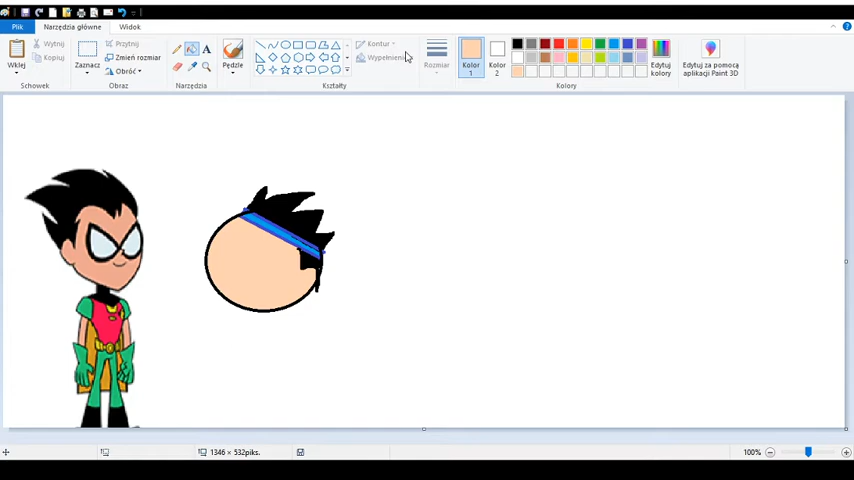 Plik Narzędzia główne Widok
Wklej
Wytnij
Kopiuj
Schowek
Zaznacz
Przytnij
Zmień rozmiar
Obróć
Obraz
A
Narzędzia
Pędzle
Kształty
Kontur
Wypełnienie
Rozmiar
Kolor 1
Kolor 2
Kolory
Edytuj kolory
Edytuj za pomocą aplikacji Paint 3D
1346 × 532piks.
100%